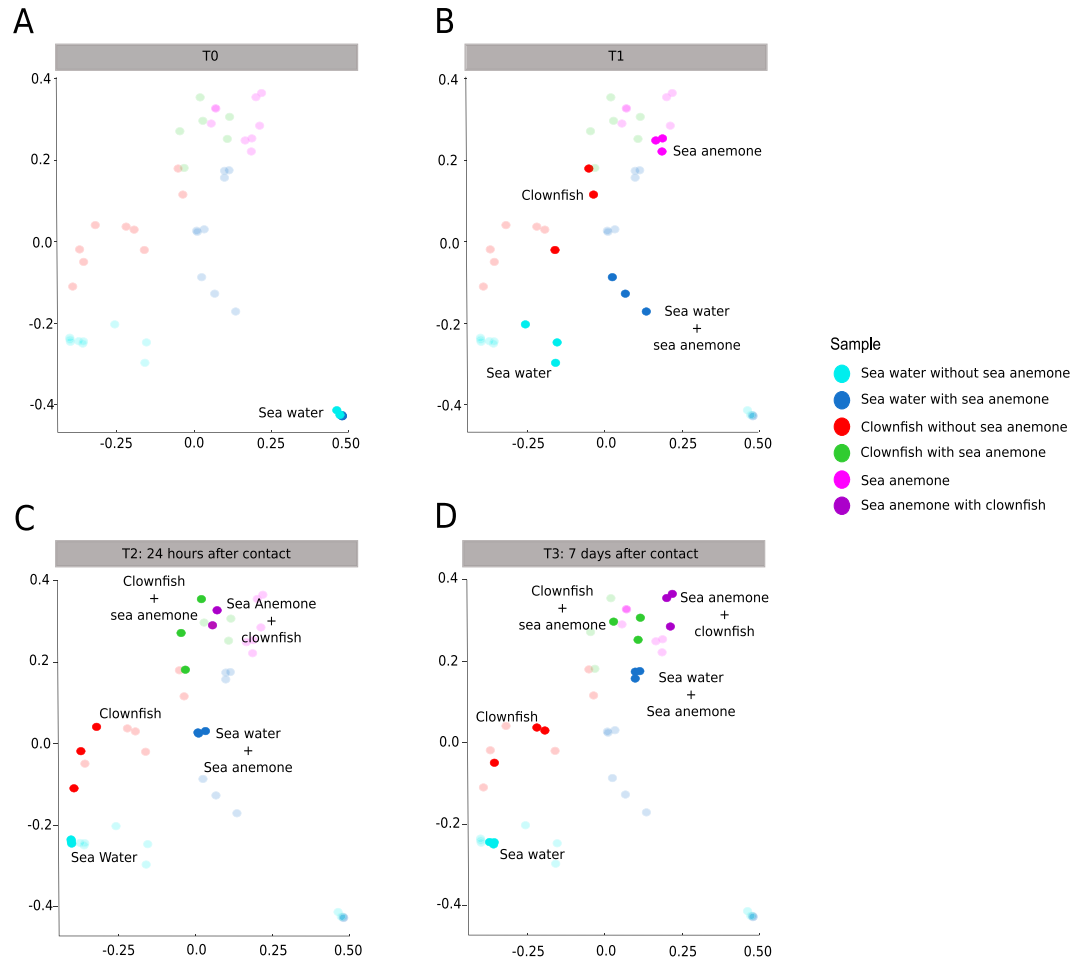 A
T0
0.4
0.2
0.0
-0.2
-0.4
Sea water
-0.25
0.0
0.25
0.50
B
T1
0.4
0.2
0.0
-0.2
-0.4
Sea anemone
Clownfish
Sea water
+
sea anemone
Sea water
-0.25
0.0
0.25
0.50
Sample
Sea water without sea anemone
Sea water with sea anemone
Clownfish without sea anemone
Clownfish with sea anemone
Sea anemone
Sea anemone with clownfish
C
T2: 24 hours after contact
0.4
0.2
0.0
-0.2
-0.4
Clownfish
+
sea anemone
Sea Anemone
+
clownfish
Clownfish
Sea water
+
Sea anemone
Sea Water
-0.25
0.0
0.25
0.50
D
T3: 7 days after contact
0.4
0.2
0.0
-0.2
-0.4
Clownfish
+
sea anemone
Sea anemone
+
clownfish
Sea water
+
Sea anemone
Clownfish
Sea water
-0.25
0.0
0.25
0.50